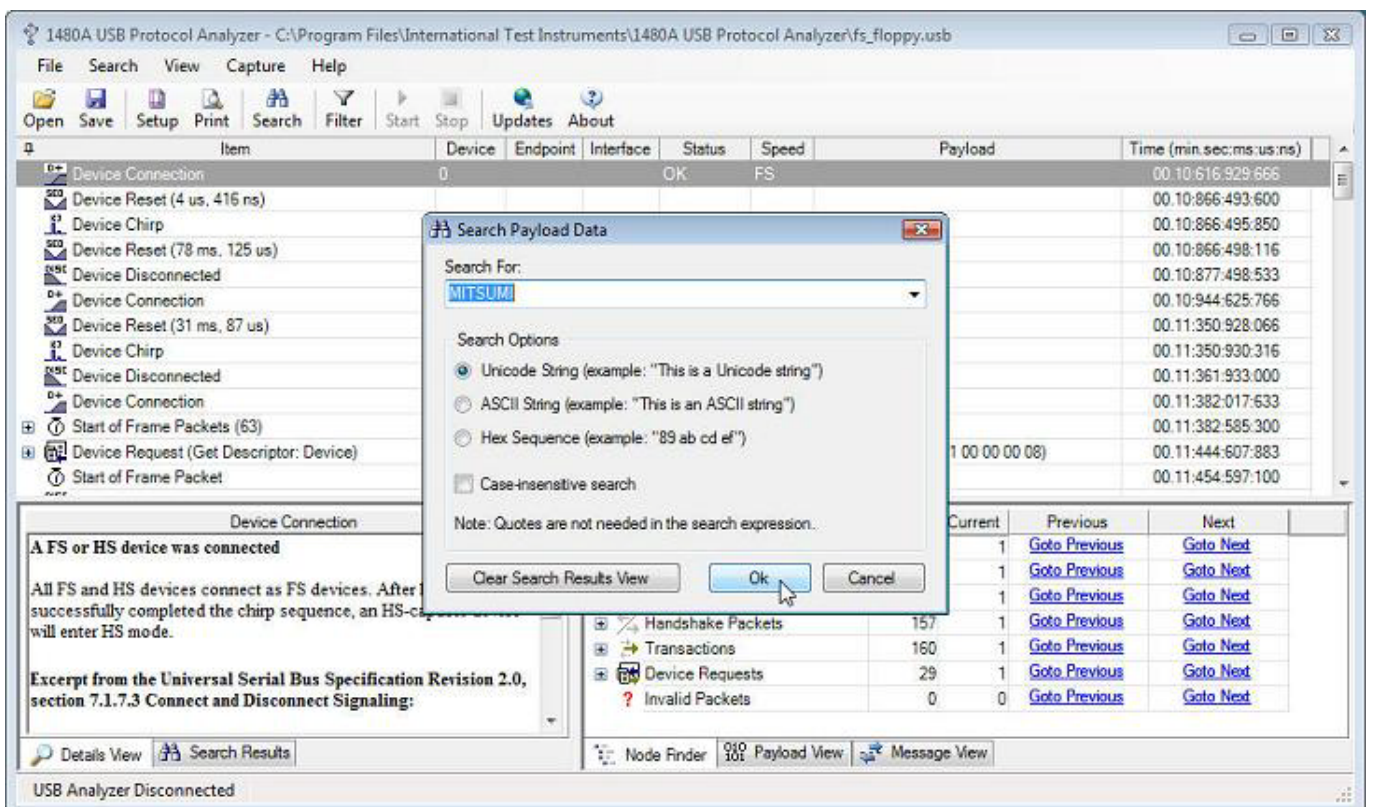 1480A USB Protocol Analyzer - C:\Program Files\International Test Instruments\1480A USB Protocol Analyzer\fs_floppy.usb
File Search View Capture Help
Open Save Setup Print Search Filter Start Stop Updates About
Item Device Endpoint Interface Status Speed Payload Time (min.sec:ms:us:ns)
D+ Device Connection 0 OK FS 00.10:616:929:666
SE0 Device Reset (4 us, 416 ns) 00.10:866:493:600
Device Chirp 00.10:866:495:850
SE0 Device Reset (78 ms, 125 us) 00.10:866:498:116
DISC Device Disconnected 00.10:877:498:533
D+ Device Connection 00.10:944:625:766
SE0 Device Reset (31 ms, 87 us) 00.11:350:928:066
Device Chirp 00.11:350:930:316
DISC Device Disconnected 00.11:361:933:000
D+ Device Connection 00.11:382:017:633
Start of Frame Packets (63) 00.11:382:585:300
Device Request (Get Descriptor: Device) 1 00 00 00 08) 00.11:444:607:883
Start of Frame Packet 00.11:454:597:100
Search Payload Data
Search For:
MITSUMI
Search Options
Unicode String (example: "This is a Unicode string")
ASCII String (example: "This is an ASCII string")
Hex Sequence (example: "89 ab cd ef")
Case-insensitive search
Note: Quotes are not needed in the search expression.
Clear Search Results View Ok Cancel
Device Connection
A FS or HS device was connected
All FS and HS devices connect as FS devices. After
successfully completed the chirp sequence, an
will enter HS mode.
Excerpt from the Universal Serial Bus Specification Revision 2.0,
section 7.1.7.3 Connect and Disconnect Signaling:
Current Previous Next
1 Goto Previous Goto Next
1 Goto Previous Goto Next
1 Goto Previous Goto Next
Handshake Packets 157 1 Goto Previous Goto Next
Transactions 160 1 Goto Previous Goto Next
Device Requests 29 1 Goto Previous Goto Next
? Invalid Packets 0 0 Goto Previous Goto Next
Details View Search Results
Node Finder 010 101 Payload View Message View
USB Analyzer Disconnected